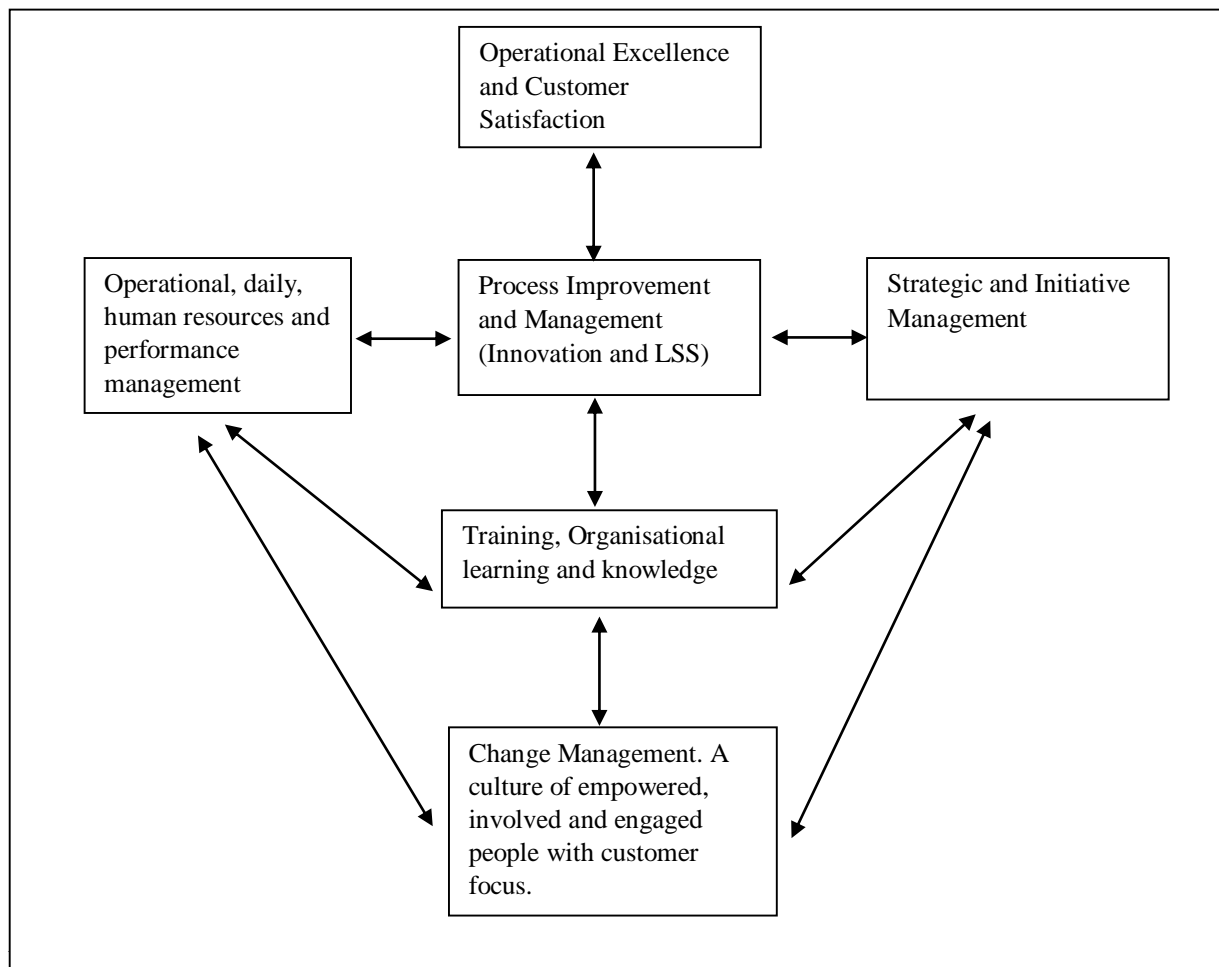 Operational Excellence
and Customer
Satisfaction
Operational, daily,
human resources and
performance
management
Process Improvement
and Management
(Innovation and LSS)
Strategic and Initiative
Management
Training, Organisational
learning and knowledge
Change Management. A
culture of empowered,
involved and engaged
people with customer
focus.